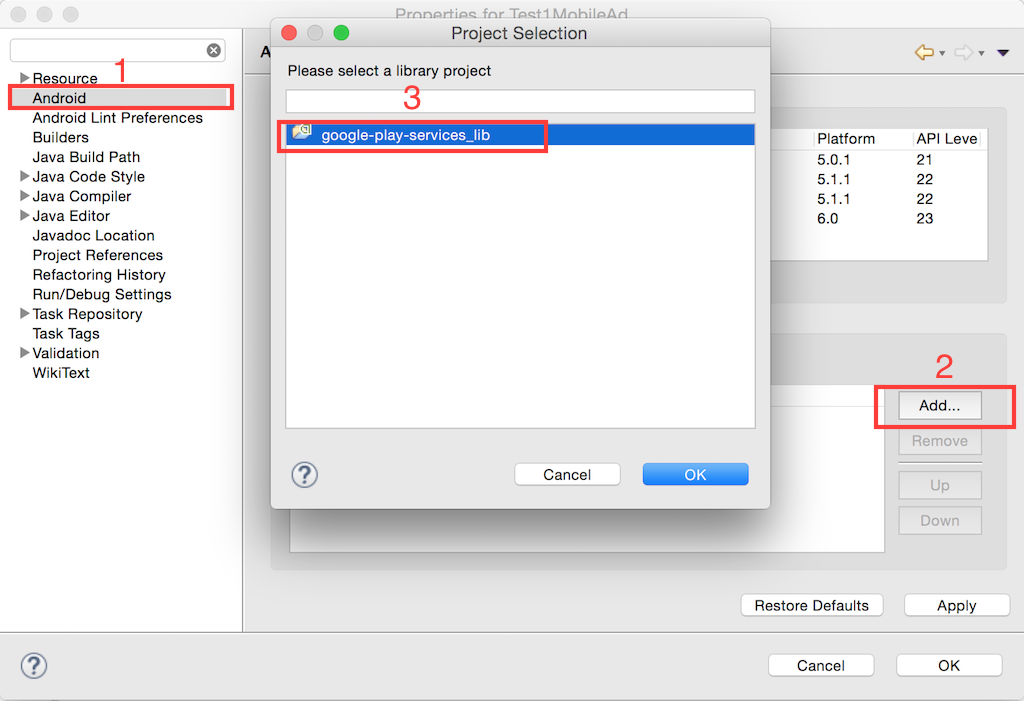 Properties for Test1MobileAd
Project Selection
A
1
Resource
Android
Android Lint Preferences
Builders
Java Build Path
Java Code Style
Java Compiler
Java Editor
Javadoc Location
Project References
Refactoring History
Run/Debug Settings
Task Repository
Task Tags
Validation
WikiText
Please select a library project
3
google-play-services_lib
Cancel
OK
Platform API Leve
5.0.1 21
5.1.1 22
5.1.1 22
6.0 23
2
Add...
Remove
Up
Down
Restore Defaults
Apply
Cancel
OK